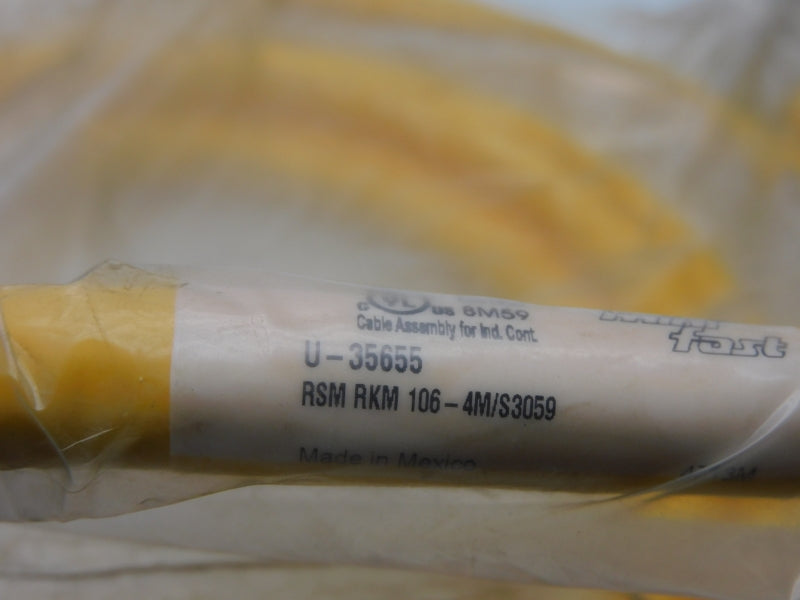 c UL US 8M59
Cable Assembly for Ind. Cont.
fast
U-35655
RSM RKM 106-4M/S3059
Made in Mexico